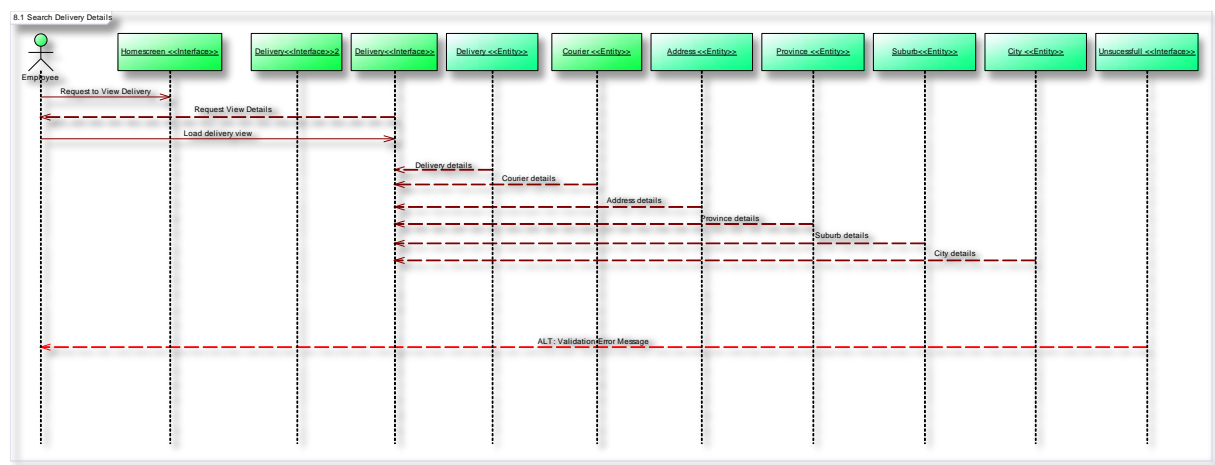 8.1 Search Delivery Details
Homescreen <<Interface>>
Delivery<<Interface>>2
Delivery<<Interface>>
Delivery <<Entity>>
Courier <<Entity>>
Address <<Entity>>
Province <<Entity>>
Suburb<<Entity>>
City <<Entity>>
Unsucessfull <<Interface>>
Employee
Request to View Delivery
Request View Details
Load delivery view
Delivery details
Courier details
Address details
Province details
Suburb details
City details
ALT: Validation Error Message